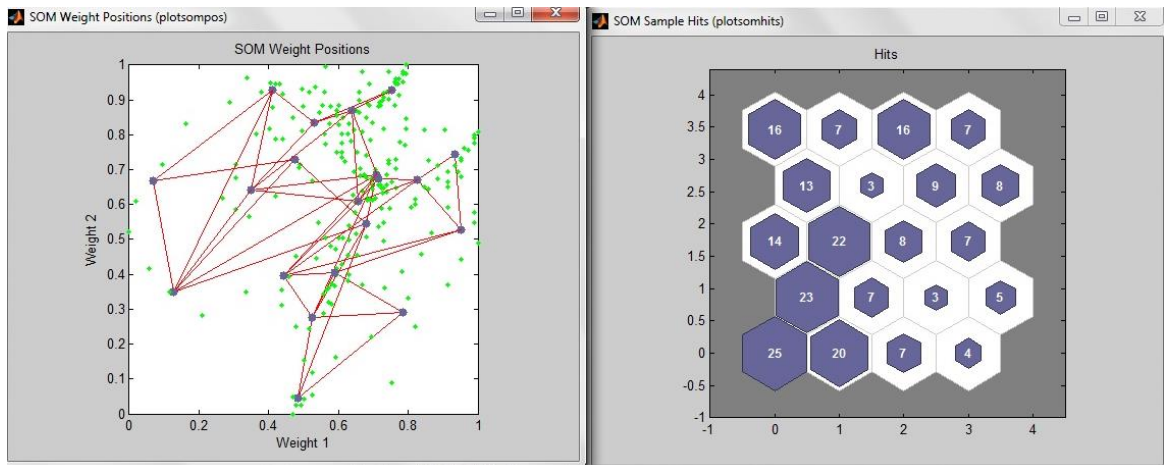 SOM Weight Positions (plotsompos)
SOM Weight Positions
1
0.9
0.8
0.7
0.6
0.5
0.4
0.3
0.2
0.1
0
Weight 2
0 0.2 0.4 0.6 0.8 1
Weight 1
SOM Sample Hits (plotsomhits)
Hits
4
3.5
3
2.5
2
1.5
1
0.5
0
-0.5
-1
16 7 16 7
13 3 9 8
14 22 8 7
23 7 3 5
25 20 7 4
-1 0 1 2 3 4